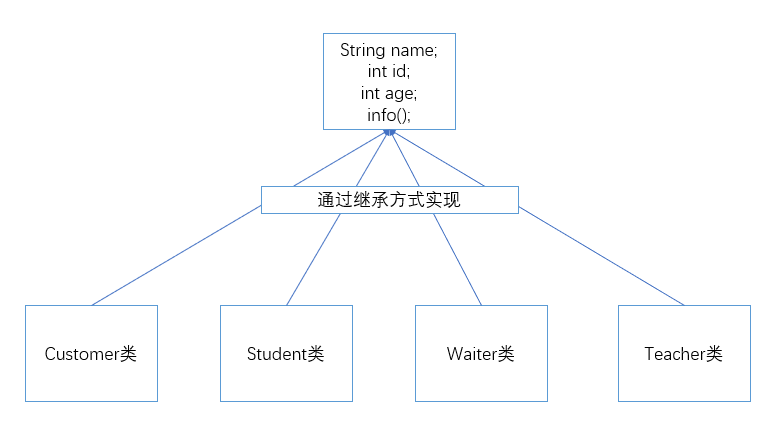 String name;
int id;
int age;
info();
通过继承方式实现
Customer类
Student类
Waiter类
Teacher类